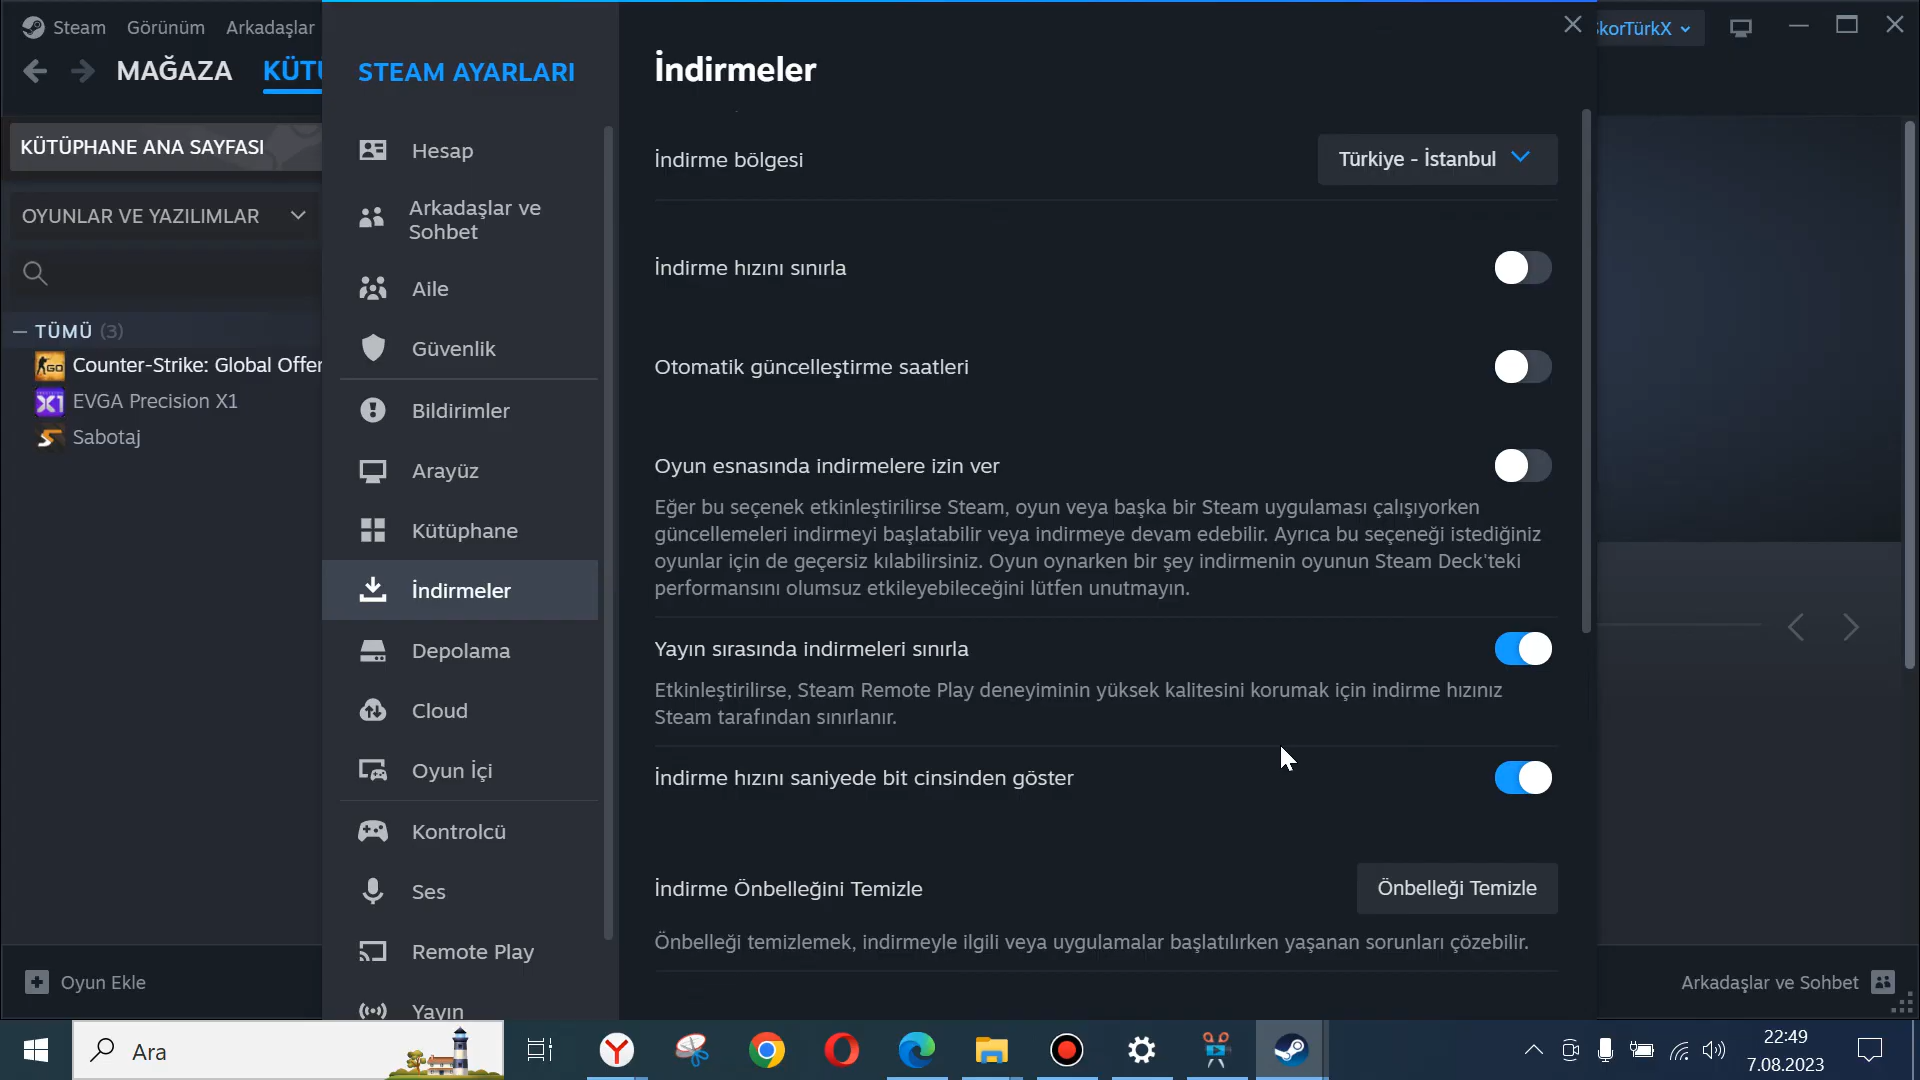 Steam Görünüm Arkadaşlar
MAĞAZA
KÜTÜPHANE ANA SAYFASI
OYUNLAR VE YAZILIMLAR
TÜMÜ (3)
Counter-Strike: Global Offer
EVGA Precision X1
Sabotaj
Oyun Ekle
STEAM AYARLARI
Hesap
Arkadaşlar ve
Sohbet
Aile
Güvenlik
Bildirimler
Arayüz
Kütüphane
İndirmeler
Depolama
Cloud
Oyun İçi
Kontrolcü
Ses
Remote Play
Yayın
İndirmeler
İndirme bölgesi
Türkiye - İstanbul
İndirme hızını sınırla
Otomatik güncelleştirme saatleri
Oyun esnasında indirmelere izin ver
Eğer bu seçenek etkinleştirilirse Steam, oyun veya başka bir Steam uygulaması çalışıyorken
güncellemeleri indirmeyi başlatabilir veya indirmeye devam edebilir. Ayrıca bu seçeneği istediğiniz
oyunlar için de geçersiz kılabilirsiniz. Oyun oynarken bir şey indirmenin oyunun Steam Deck'teki
performansını olumsuz etkileyebileceğini lütfen unutmayın.
Yayın sırasında indirmeleri sınırla
Etkinleştirilirse, Steam Remote Play deneyiminin yüksek kalitesini korumak için indirme hızınız
Steam tarafından sınırlanır.
İndirme hızını saniyede bit cinsinden göster
İndirme Önbelleğini Temizle
Önbelleği Temizle
Önbelleği temizlemek, indirmeyle ilgili veya uygulamalar başlatılırken yaşanan sorunları çözebilir.
korTürkX
Arkadaşlar ve Sohbet
Ara
22:49
7.08.2023